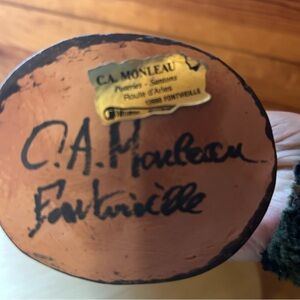 C.A. MONLEAU
Poteries - Santons
Route d'Arles
13990 FONTVIEILLE
C.A. Monleau
Fontvieille